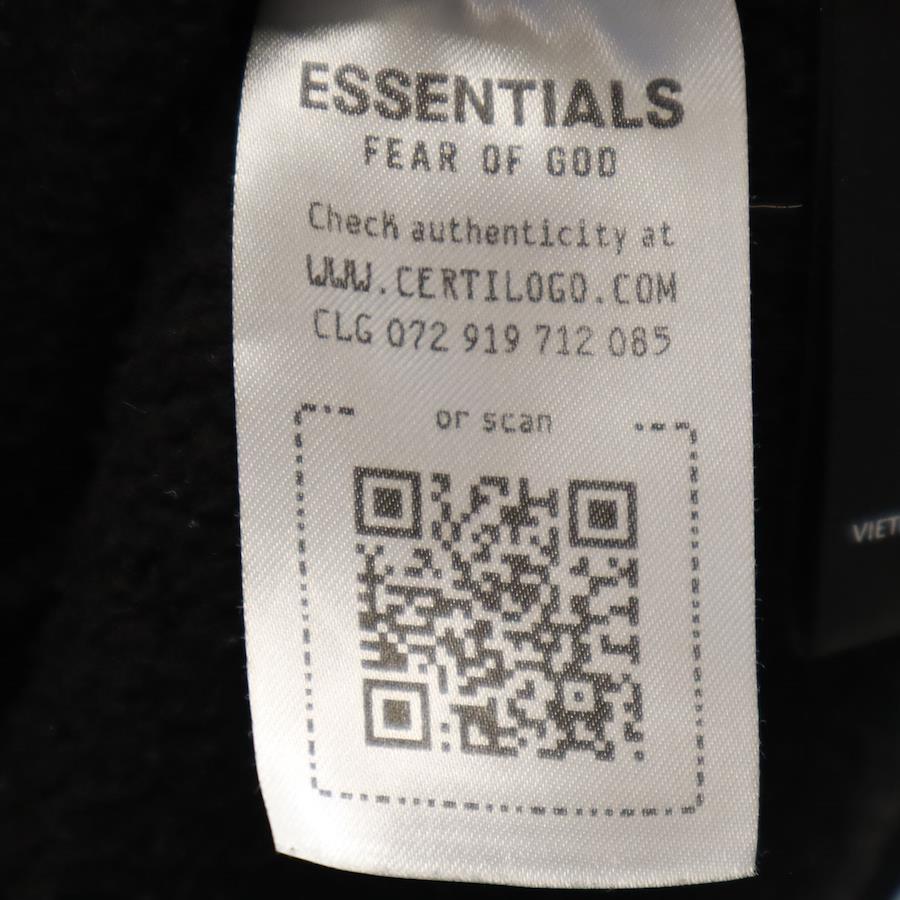 ESSENTIALS
FEAR OF GOD
Check authenticity at
WWW.CERTILOGO.COM
CLG 072 919 712 085
or scan